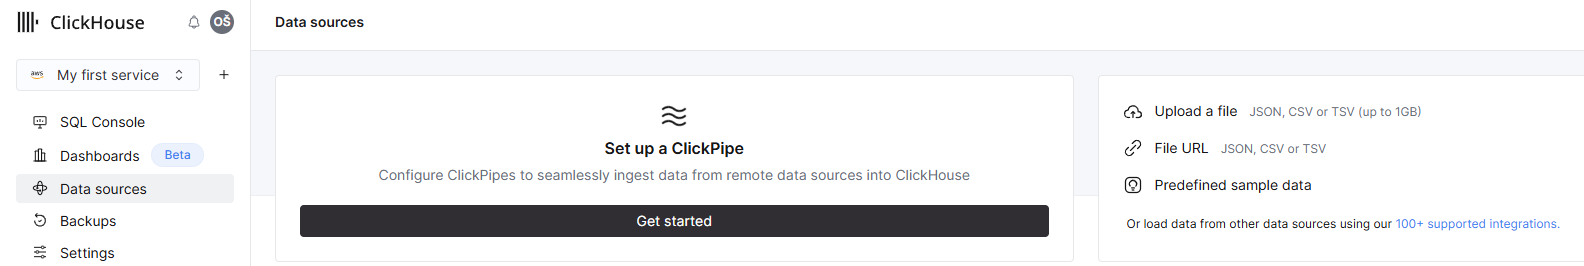 ClickHouse
OŠ
Data sources
aws
My first service
+
SQL Console
Dashboards Beta
Data sources
Backups
Settings
Set up a ClickPipe
Configure ClickPipes to seamlessly ingest data from remote data sources into ClickHouse
Get started
Upload a file JSON, CSV or TSV (up to 1GB)
File URL JSON, CSV or TSV
Predefined sample data
Or load data from other data sources using our 100+ supported integrations.